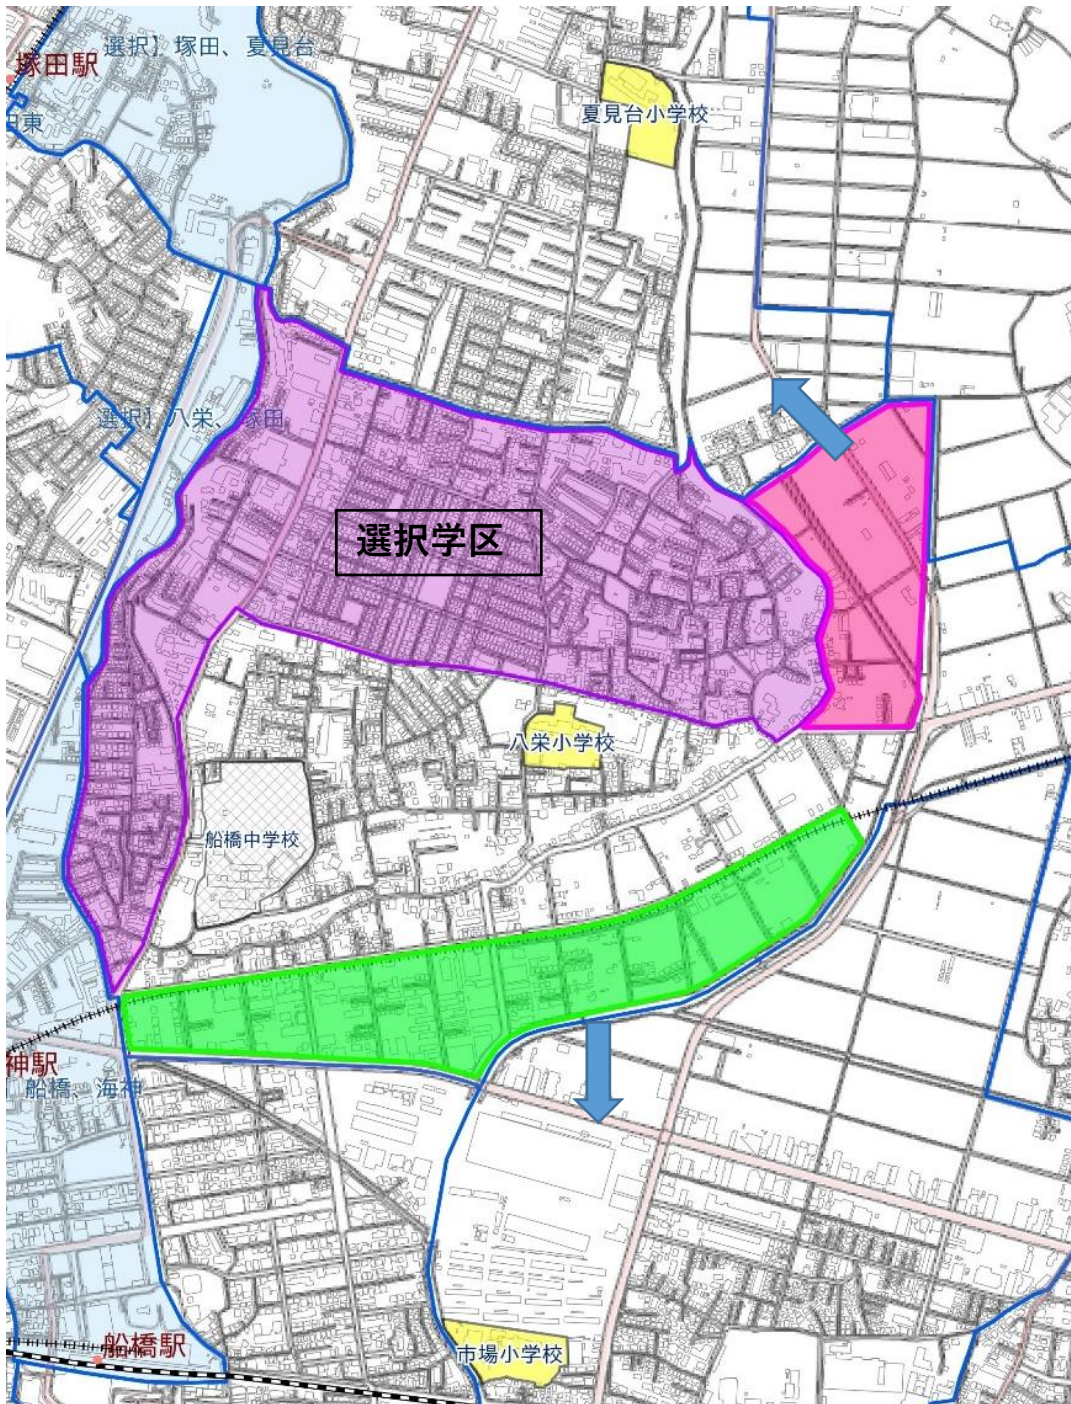 選択】塚田、夏見台
塚田駅
田東
夏見台小学校
選択】八栄、塚田
選択学区
八栄小学校
船橋中学校
神駅
船橋、海神
船橋駅
市場小学校